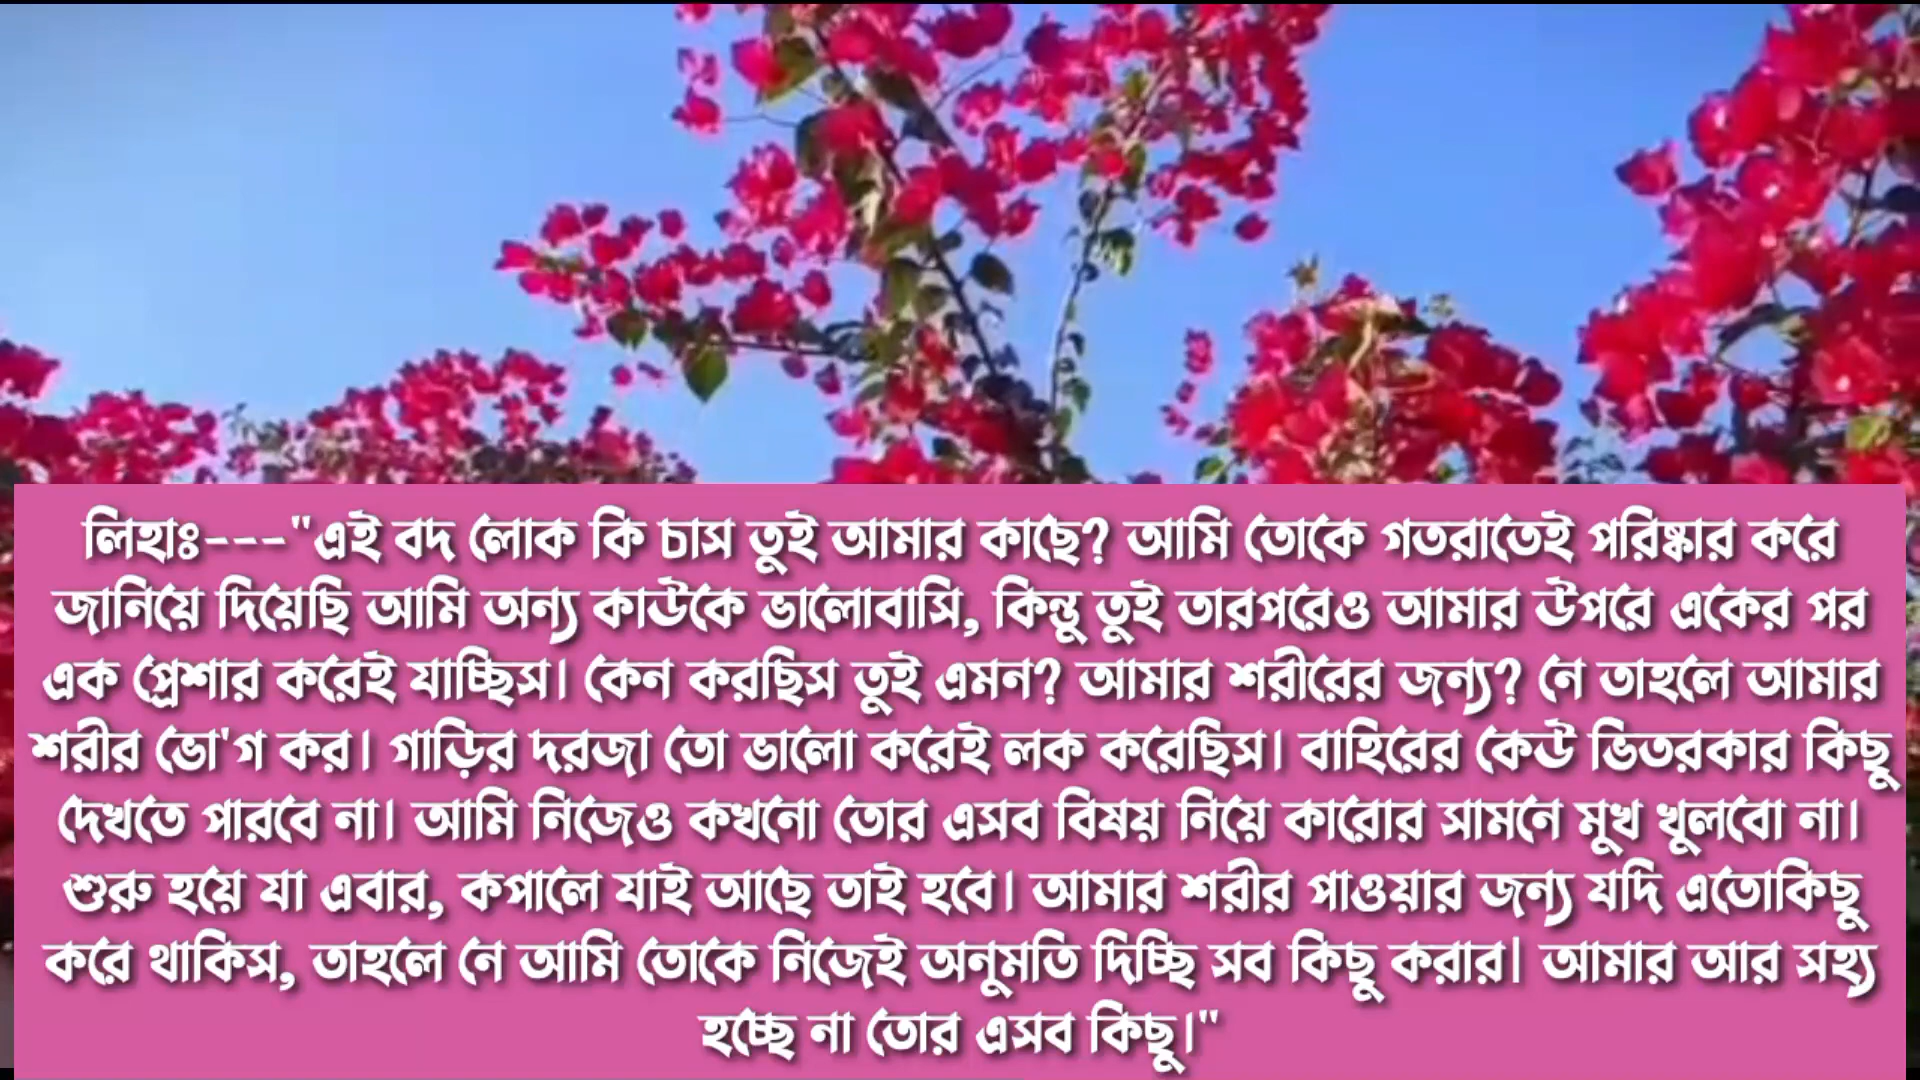 লিহাঃ---"এই বদ লোক কি চাস তুই আমার কাছে? আমি তোকে গতরাতেই পরিষ্কার করে
জানিয়ে দিয়েছি আমি অন্য কাউকে ভালোবাসি, কিন্তু তুই তারপরেও আমার উপরে একের পর
এক প্রেশার করেই যাচ্ছিস। কেন করছিস তুই এমন? আমার শরীরের জন্য? নে তাহলে আমার
শরীর ভো'গ কর। গাড়ির দরজা তো ভালো করেই লক করেছিস। বাহিরের কেউ ভিতরকার কিছু
দেখতে পারবে না। আমি নিজেও কখনো তোর এসব বিষয় নিয়ে কারোর সামনে মুখ খুলবো না।
শুরু হয়ে যা এবার, কপালে যাই আছে তাই হবে। আমার শরীর পাওয়ার জন্য যদি এতোকিছু
করে থাকিস, তাহলে নে আমি তোকে নিজেই অনুমতি দিচ্ছি সব কিছু করার। আমার আর সহ্য
হচ্ছে না তোর এসব কিছু।"